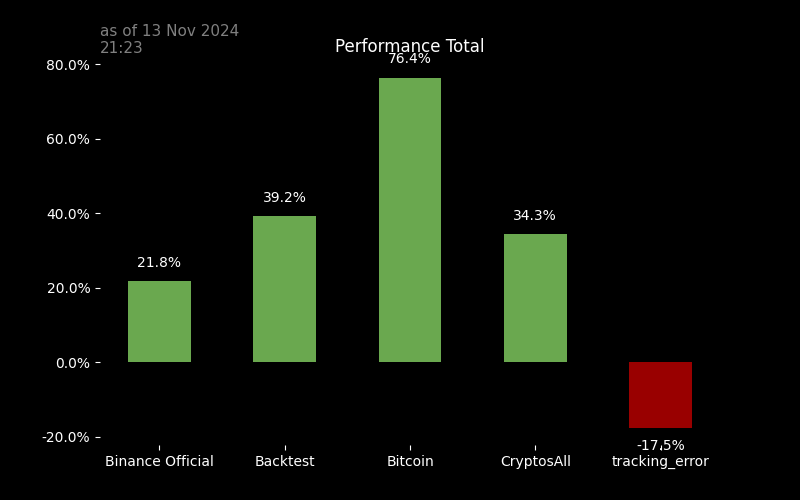 as of 13 Nov 2024
21:23
Performance Total
80.0%
60.0%
40.0%
20.0%
0.0%
-20.0%
21.8%
39.2%
76.4%
34.3%
-17.5%
Binance Official
Backtest
Bitcoin
CryptosAll
tracking_error